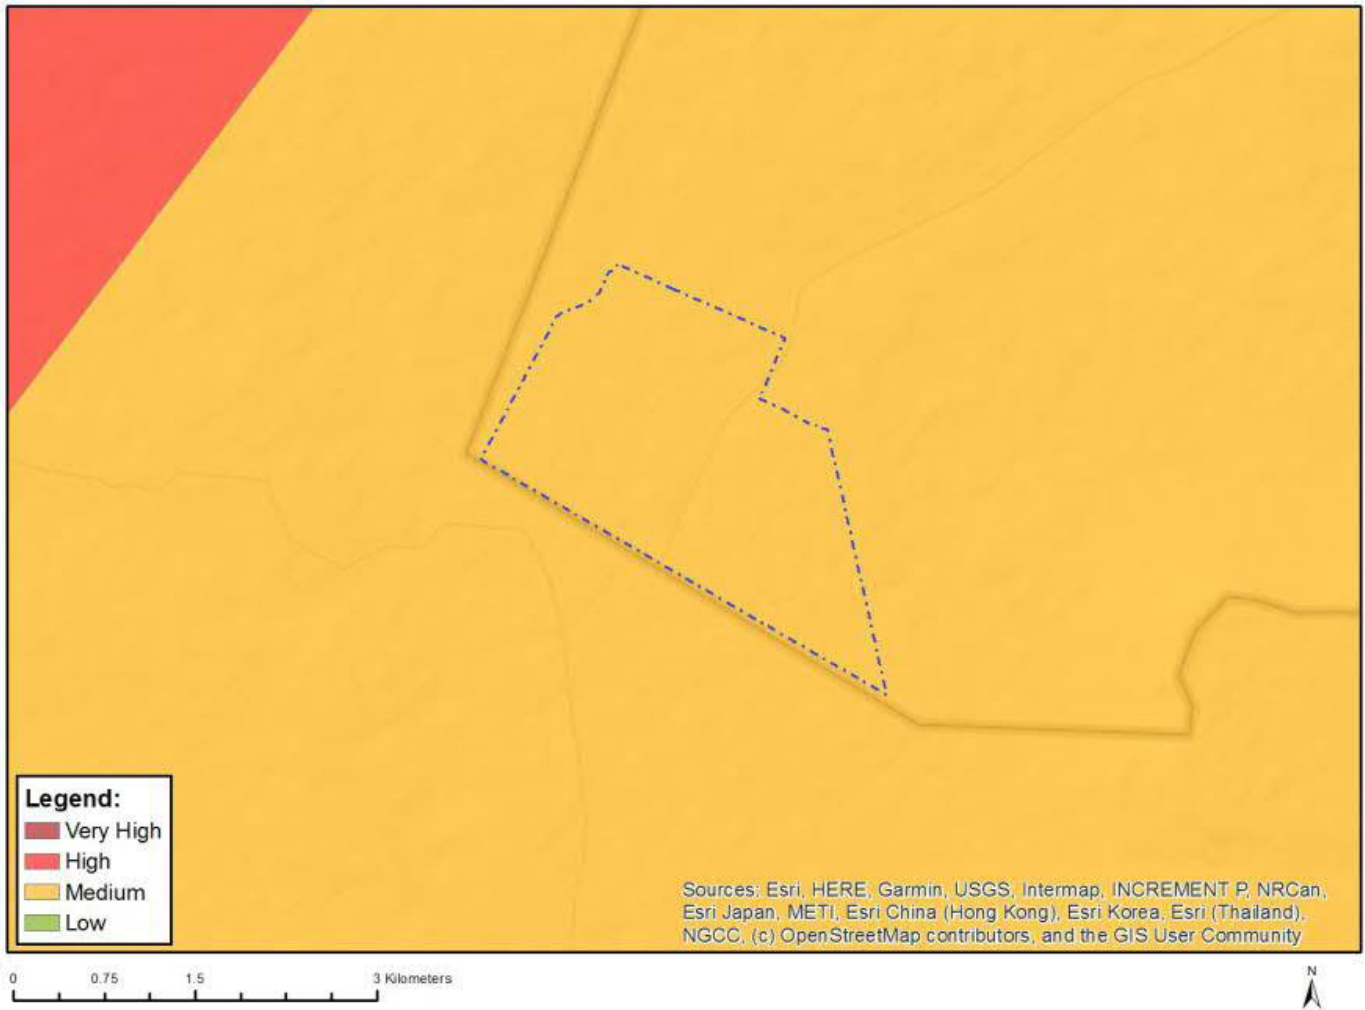 Legend:
Very High
High
Medium
Low
Sources: Esri, HERE, Garmin, USGS, Intermap, INCREMENT P, NRCan,
Esri Japan, METI, Esri China (Hong Kong), Esri Korea, Esri (Thailand),
NGCC, (c) OpenStreetMap contributors, and the GIS User Community
0 0.75 1.5 3 Kilometers
N